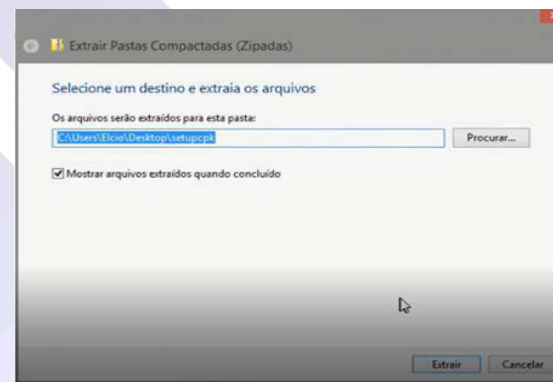 Extrair Pastas Compactadas (Zipadas)
Selecione um destino e extraia os arquivos
Os arquivos serão extraídos para esta pasta:
C:\Users\Elcio\Desktop\setupcpk
Procurar...
Mostrar arquivos extraídos quando concluído
Extrair Cancelar